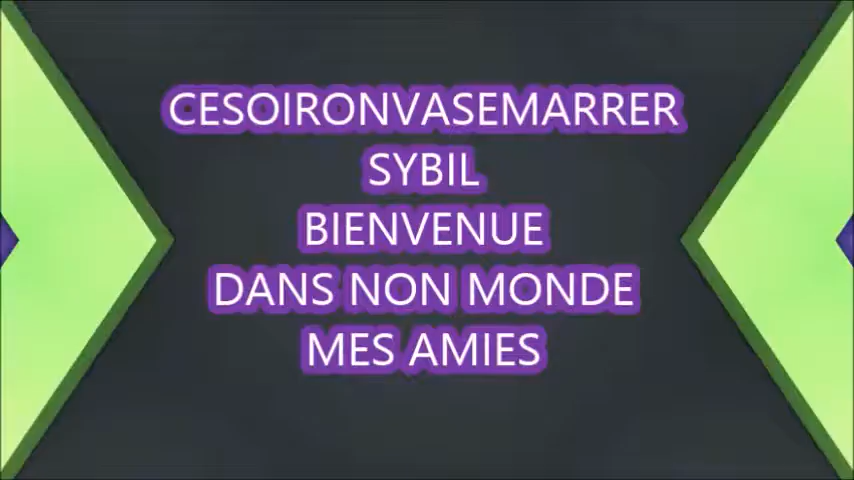 CESOIRONVASEMARRER
SYBIL
BIENVENUE
DANS NON MONDE
MES AMIES